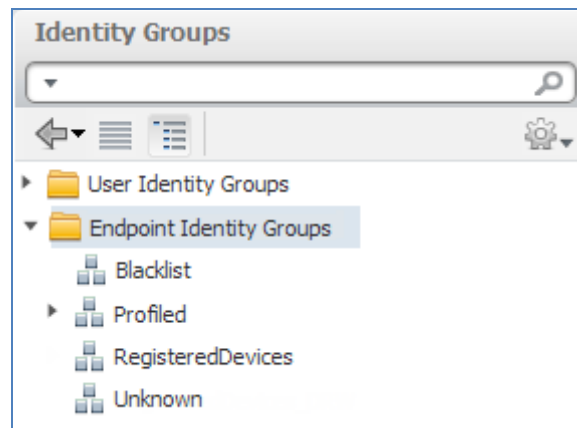 Identity Groups
User Identity Groups
Endpoint Identity Groups
Blacklist
Profiled
RegisteredDevices
Unknown